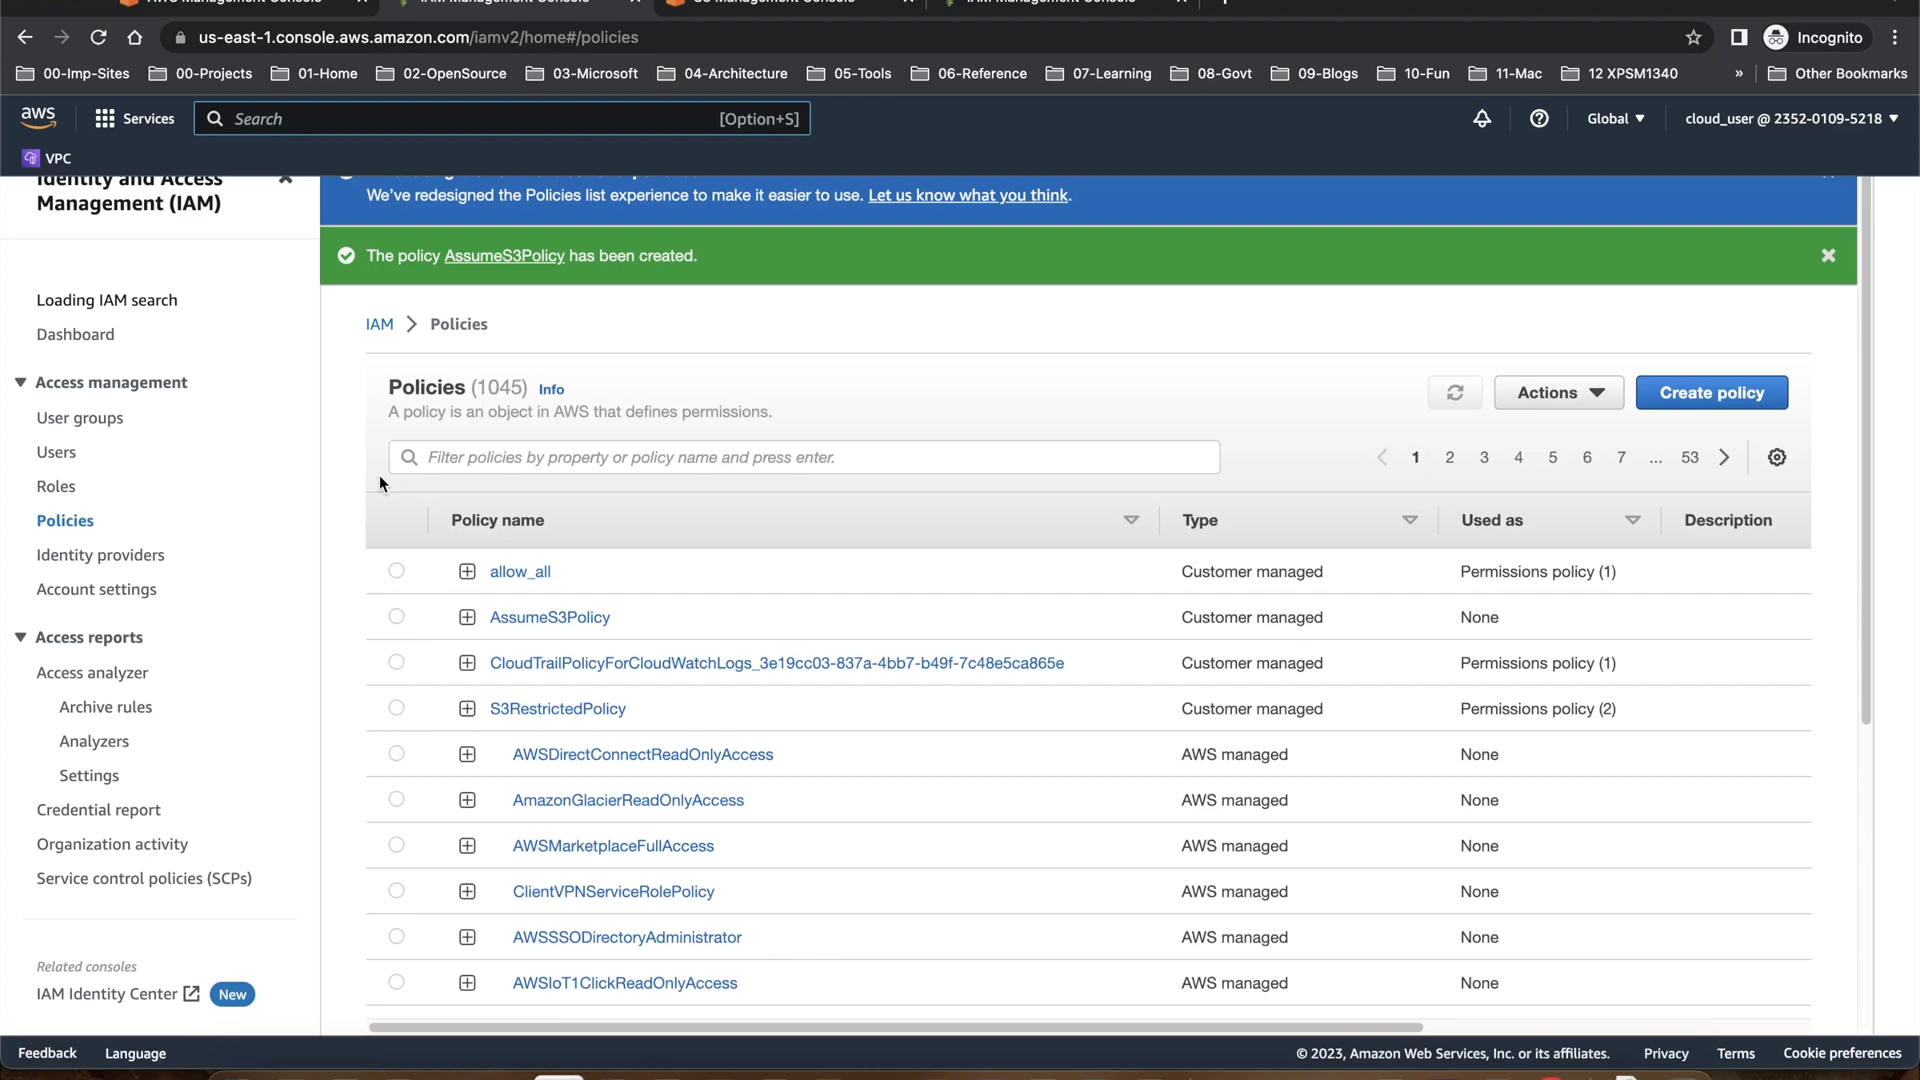 us-east-1.console.aws.amazon.com/iamv2/home#/policies
Incognito
00-Imp-Sites
00-Projects
01-Home
02-OpenSource
03-Microsoft
04-Architecture
05-Tools
06-Reference
07-Learning
08-Govt
09-Blogs
10-Fun
11-Mac
12 XPSM1340
»
Other Bookmarks
aws
Services
Search
[Option+S]
Global
cloud_user @ 2352-0109-5218
VPC
Identity and Access
Management (IAM)
We've redesigned the Policies list experience to make it easier to use. Let us know what you think.
The policy AssumeS3Policy has been created.
Loading IAM search
Dashboard
Access management
User groups
Users
Roles
Policies
Identity providers
Account settings
Access reports
Access analyzer
Archive rules
Analyzers
Settings
Credential report
Organization activity
Service control policies (SCPs)
Related consoles
IAM Identity Center
New
IAM
Policies
Policies (1045)
Info
A policy is an object in AWS that defines permissions.
Actions
Create policy
Filter policies by property or policy name and press enter.
1 2 3 4 5 6 7 ... 53
Policy name Type Used as Description
allow_all Customer managed Permissions policy (1)
AssumeS3Policy Customer managed None
CloudTrailPolicyForCloudWatchLogs_3e19cc03-837a-4bb7-b49f-7c48e5ca865e Customer managed Permissions policy (1)
S3RestrictedPolicy Customer managed Permissions policy (2)
AWSDirectConnectReadOnlyAccess AWS managed None
AmazonGlacierReadOnlyAccess AWS managed None
AWSMarketplaceFullAccess AWS managed None
ClientVPNServiceRolePolicy AWS managed None
AWSSSODirectoryAdministrator AWS managed None
AWSIoT1ClickReadOnlyAccess AWS managed None
Feedback
Language
© 2023, Amazon Web Services, Inc. or its affiliates.
Privacy
Terms
Cookie preferences